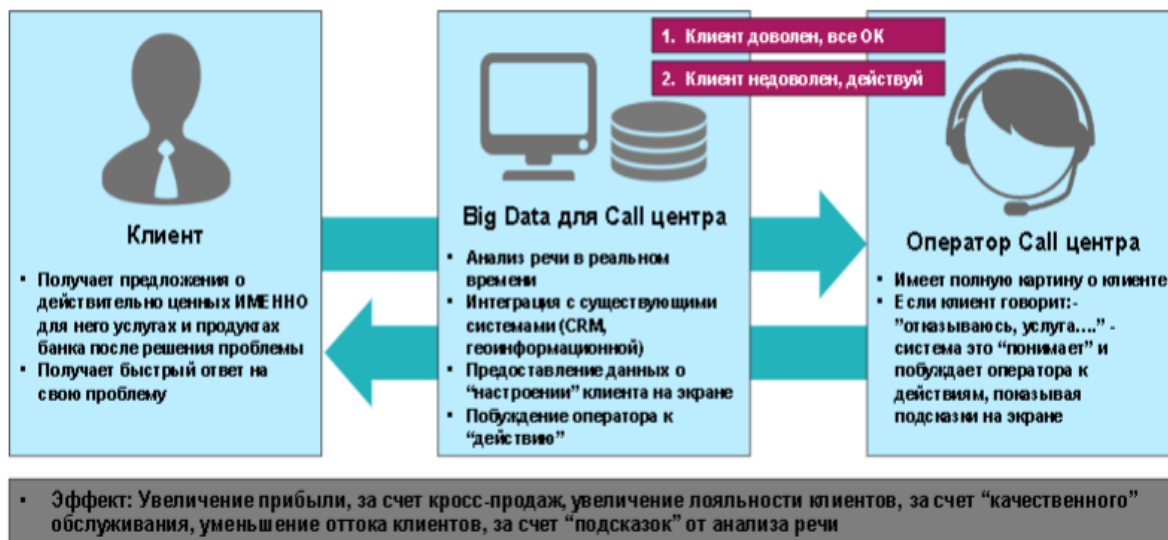 1. Клиент доволен, все ОК
2. Клиент недоволен, действуй
Клиент
▪ Получает предложения о
действительно ценных ИМЕННО
для него услугах и продуктах
банка после решения проблемы
▪ Получает быстрый ответ на
свою проблему
Big Data для Call центра
▪ Анализ речи в реальном
времени
▪ Интеграция с существующими
системами (CRM,
геоинформационной)
▪ Предоставление данных о
“настроении” клиента на экране
▪ Побуждение оператора к
“действию”
Оператор Call центра
▪ Имеет полную картину о клиенте
▪ Если клиент говорит:-
”отказываюсь, услуга....” -
система это “понимает” и
побуждает оператора к
действиям, показывая
подсказки на экране
▪ Эффект: Увеличение прибыли, за счет кросс-продаж, увеличение лояльности клиентов, за счет “качественного”
обслуживания, уменьшение оттока клиентов, за счет “подсказок” от анализа речи